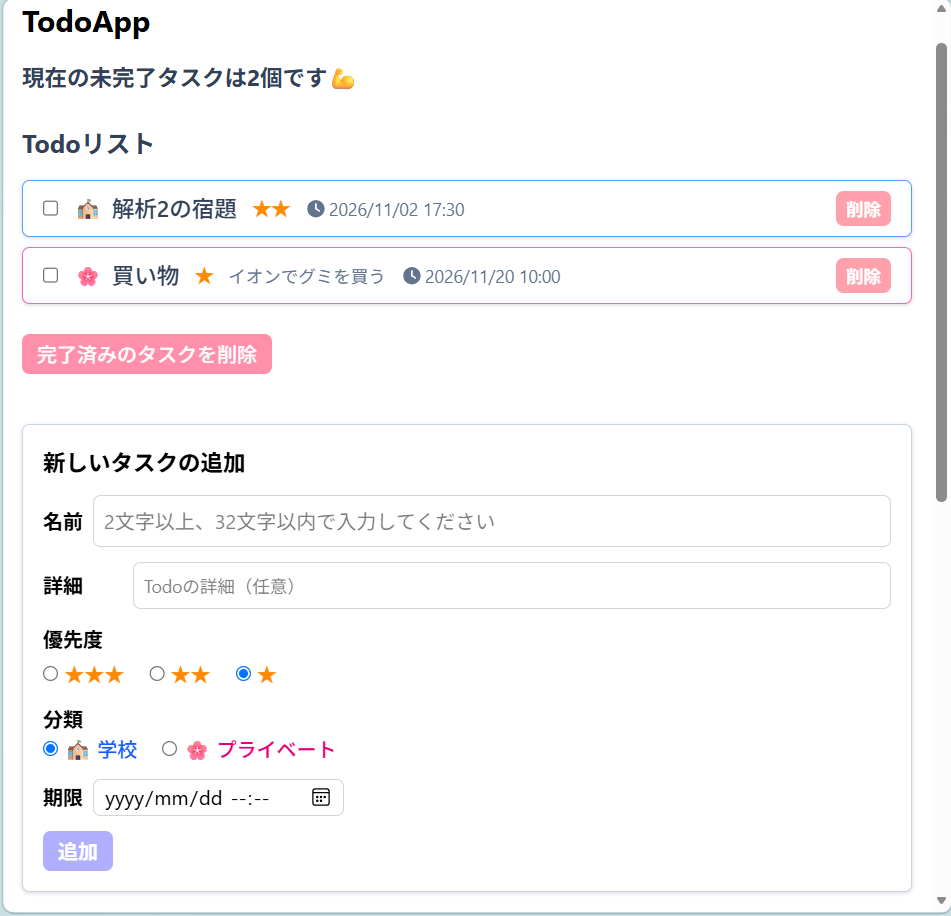 TodoApp
現在の未完了タスクは2個です💪
Todoリスト
🏫 解析2の宿題 ★★ 2026/11/02 17:30 削除
🌸 買い物 ★ イオンでグミを買う 2026/11/20 10:00 削除
完了済みのタスクを削除
新しいタスクの追加
名前 2文字以上、32文字以内で入力してください
詳細 Todoの詳細（任意）
優先度
★★★ ★★ ★
分類
🏫 学校 🌸 プライベート
期限 yyyy/mm/dd --:--
追加